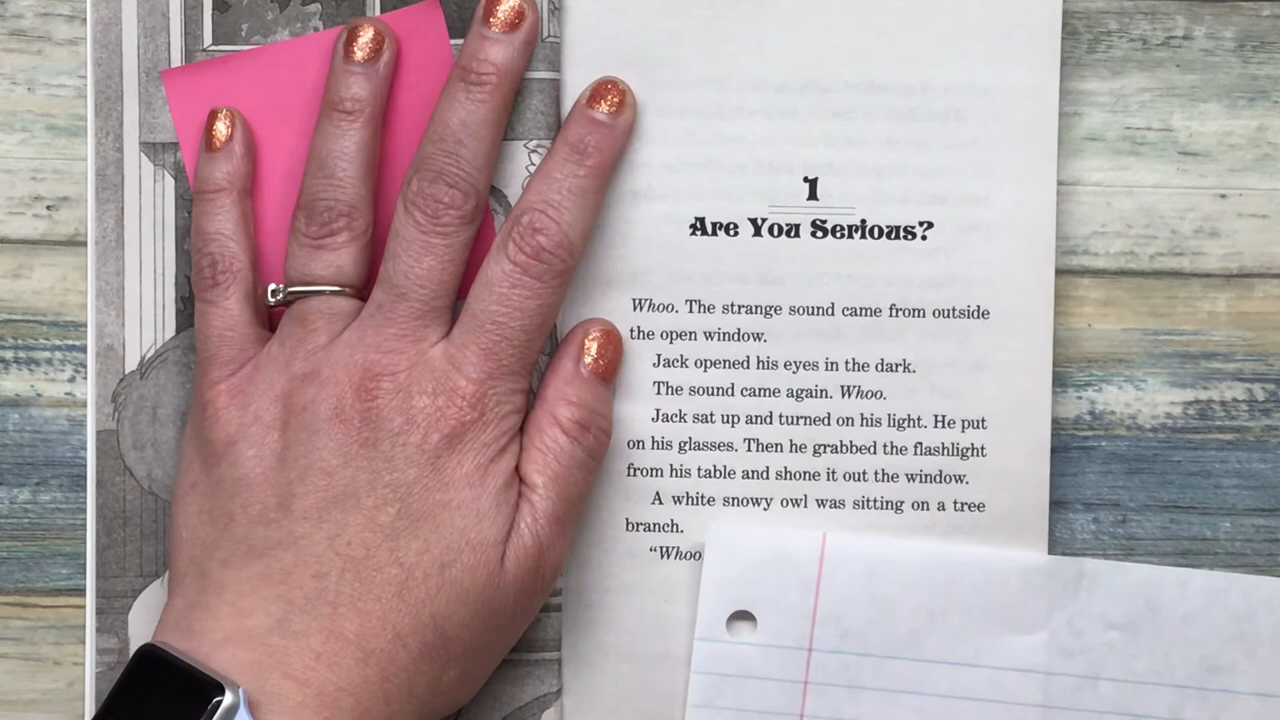 1
Are You Serious?
Whoo. The strange sound came from outside
the open window.
Jack opened his eyes in the dark.
The sound came again. Whoo.
Jack sat up and turned on his light. He put
on his glasses. Then he grabbed the flashlight
from his table and shone it out the window.
A white snowy owl was sitting on a tree
branch.
“Whoo